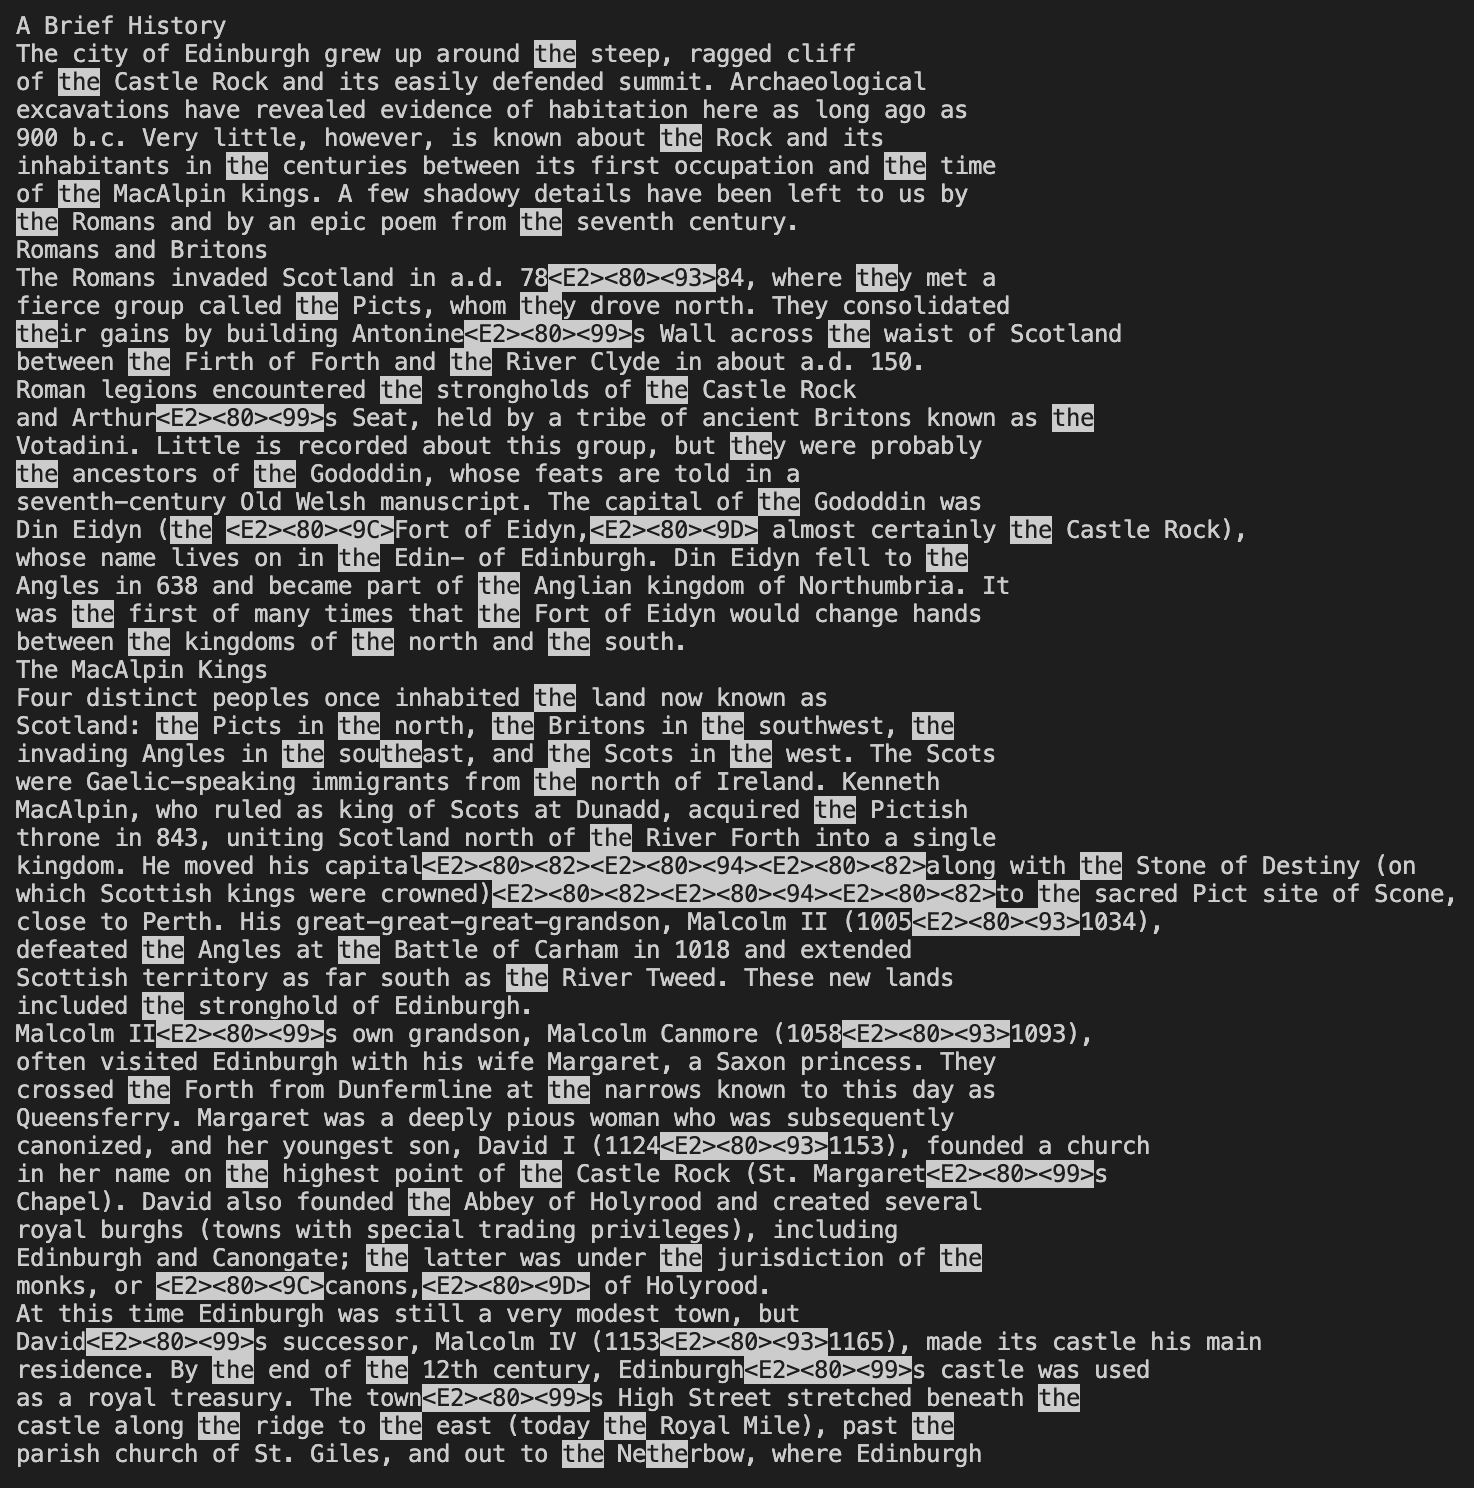 A Brief History
The city of Edinburgh grew up around the steep, ragged cliff
of the Castle Rock and its easily defended summit. Archaeological
excavations have revealed evidence of habitation here as long ago as
900 b.c. Very little, however, is known about the Rock and its
inhabitants in the centuries between its first occupation and the time
of the MacAlpin kings. A few shadowy details have been left to us by
the Romans and by an epic poem from the seventh century.
Romans and Britons
The Romans invaded Scotland in a.d. 78<E2><80><93>84, where they met a
fierce group called the Picts, whom they drove north. They consolidated
their gains by building Antonine<E2><80><99>s Wall across the waist of Scotland
between the Firth of Forth and the River Clyde in about a.d. 150.
Roman legions encountered the strongholds of the Castle Rock
and Arthur<E2><80><99>s Seat, held by a tribe of ancient Britons known as the
Votadini. Little is recorded about this group, but they were probably
the ancestors of the Gododdin, whose feats are told in a
seventh-century Old Welsh manuscript. The capital of the Gododdin was
Din Eidyn (the <E2><80><9C>Fort of Eidyn,<E2><80><9D> almost certainly the Castle Rock),
whose name lives on in the Edin- of Edinburgh. Din Eidyn fell to the
Angles in 638 and became part of the Anglian kingdom of Northumbria. It
was the first of many times that the Fort of Eidyn would change hands
between the kingdoms of the north and the south.
The MacAlpin Kings
Four distinct peoples once inhabited the land now known as
Scotland: the Picts in the north, the Britons in the southwest, the
invading Angles in the southeast, and the Scots in the west. The Scots
were Gaelic-speaking immigrants from the north of Ireland. Kenneth
MacAlpin, who ruled as king of Scots at Dunadd, acquired the Pictish
throne in 843, uniting Scotland north of the River Forth into a single
kingdom. He moved his capital<E2><80><82><E2><80><94><E2><80><82>along with the Stone of Destiny (on
which Scottish kings were crowned)<E2><80><82><E2><80><94><E2><80><82>to the sacred Pict site of Scone,
close to Perth. His great-great-great-grandson, Malcolm II (1005<E2><80><93>1034),
defeated the Angles at the Battle of Carham in 1018 and extended
Scottish territory as far south as the River Tweed. These new lands
included the stronghold of Edinburgh.
Malcolm II<E2><80><99>s own grandson, Malcolm Canmore (1058<E2><80><93>1093),
often visited Edinburgh with his wife Margaret, a Saxon princess. They
crossed the Forth from Dunfermline at the narrows known to this day as
Queensferry. Margaret was a deeply pious woman who was subsequently
canonized, and her youngest son, David I (1124<E2><80><93>1153), founded a church
in her name on the highest point of the Castle Rock (St. Margaret<E2><80><99>s
Chapel). David also founded the Abbey of Holyrood and created several
royal burghs (towns with special trading privileges), including
Edinburgh and Canongate; the latter was under the jurisdiction of the
monks, or <E2><80><9C>canons,<E2><80><9D> of Holyrood.
At this time Edinburgh was still a very modest town, but
David<E2><80><99>s successor, Malcolm IV (1153<E2><80><93>1165), made its castle his main
residence. By the end of the 12th century, Edinburgh<E2><80><99>s castle was used
as a royal treasury. The town<E2><80><99>s High Street stretched beneath the
castle along the ridge to the east (today the Royal Mile), past the
parish church of St. Giles, and out to the Netherbow, where Edinburgh